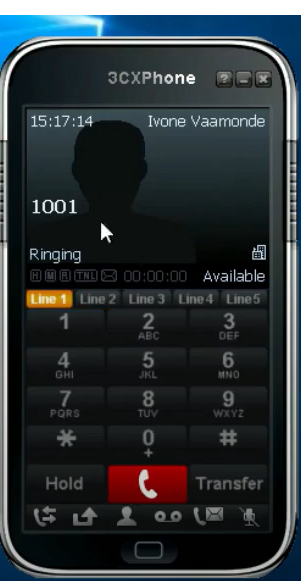 3CXPhone ? - x
15:17:14 Ivone Vaamonde
1001
Ringing
H M R TNL 00:00:00 Available
Line 1 Line 2 Line 3 Line 4 Line 5
1 2 3
ABC DEF
4 5 6
GHI JKL MNO
7 8 9
PQRS TUV WXYZ
* 0 #
+
Hold Transfer